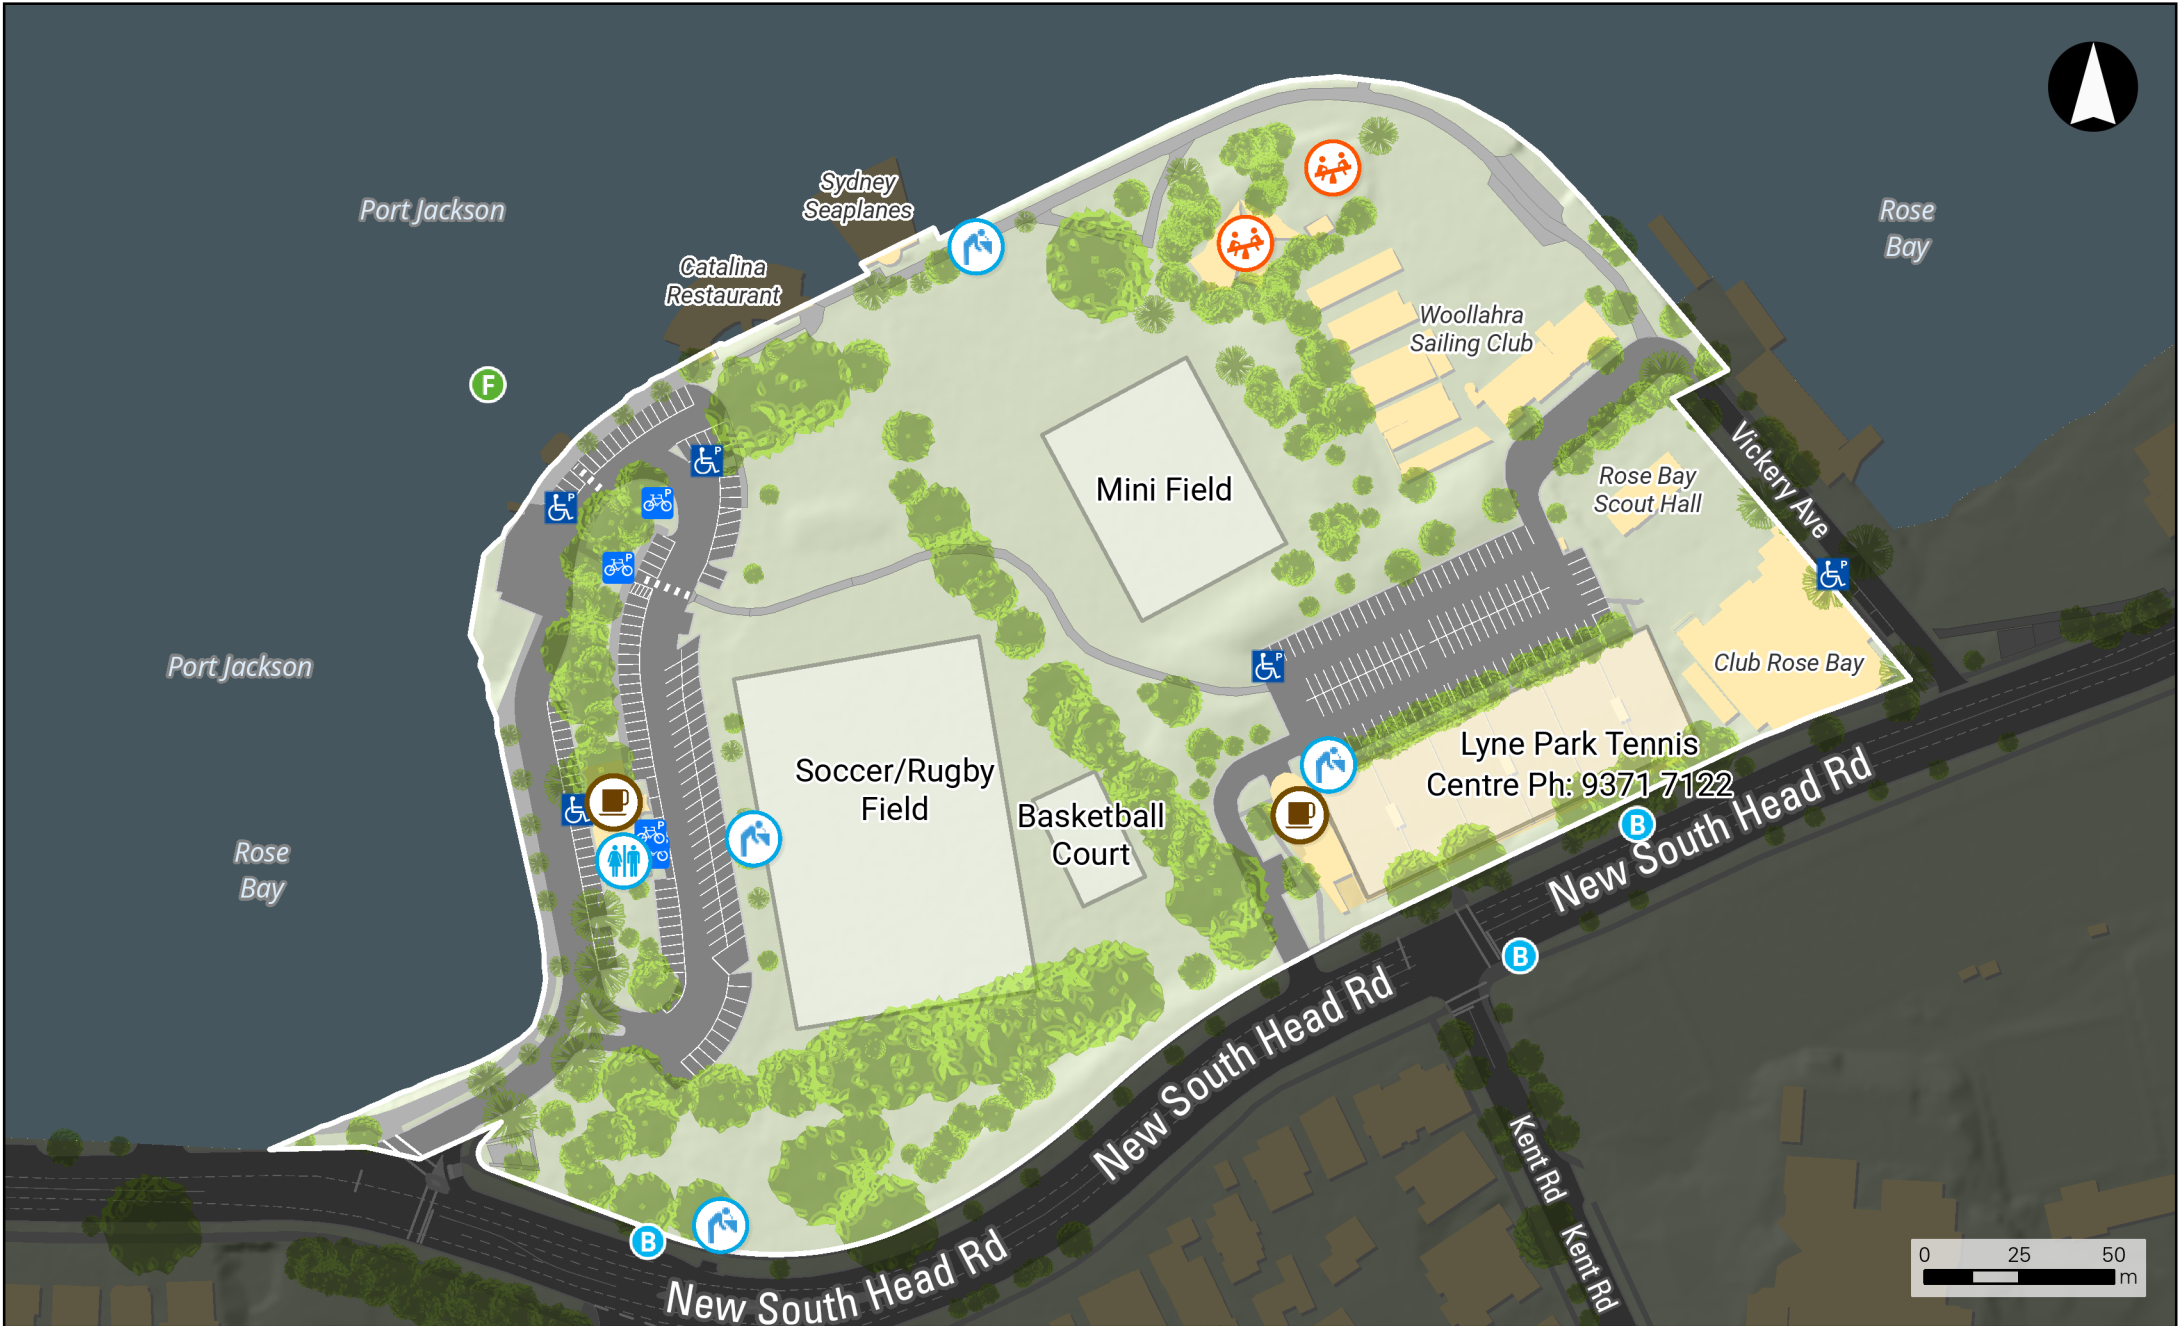 Port Jackson
Sydney
Seaplanes
Catalina
Restaurant
Rose
Bay
F
Woollahra
Sailing Club
P
P
P
P
Mini Field
Rose Bay
Scout Hall
Vickery Ave
P
Port Jackson
P
Club Rose Bay
Soccer/Rugby
Field
Basketball
Court
Lyne Park Tennis
Centre Ph: 9371 7122
P
P
Rose
Bay
B
New South Head Rd
B
New South Head Rd
Kent Rd
Kent Rd
B
New South Head Rd
0 25 50
m